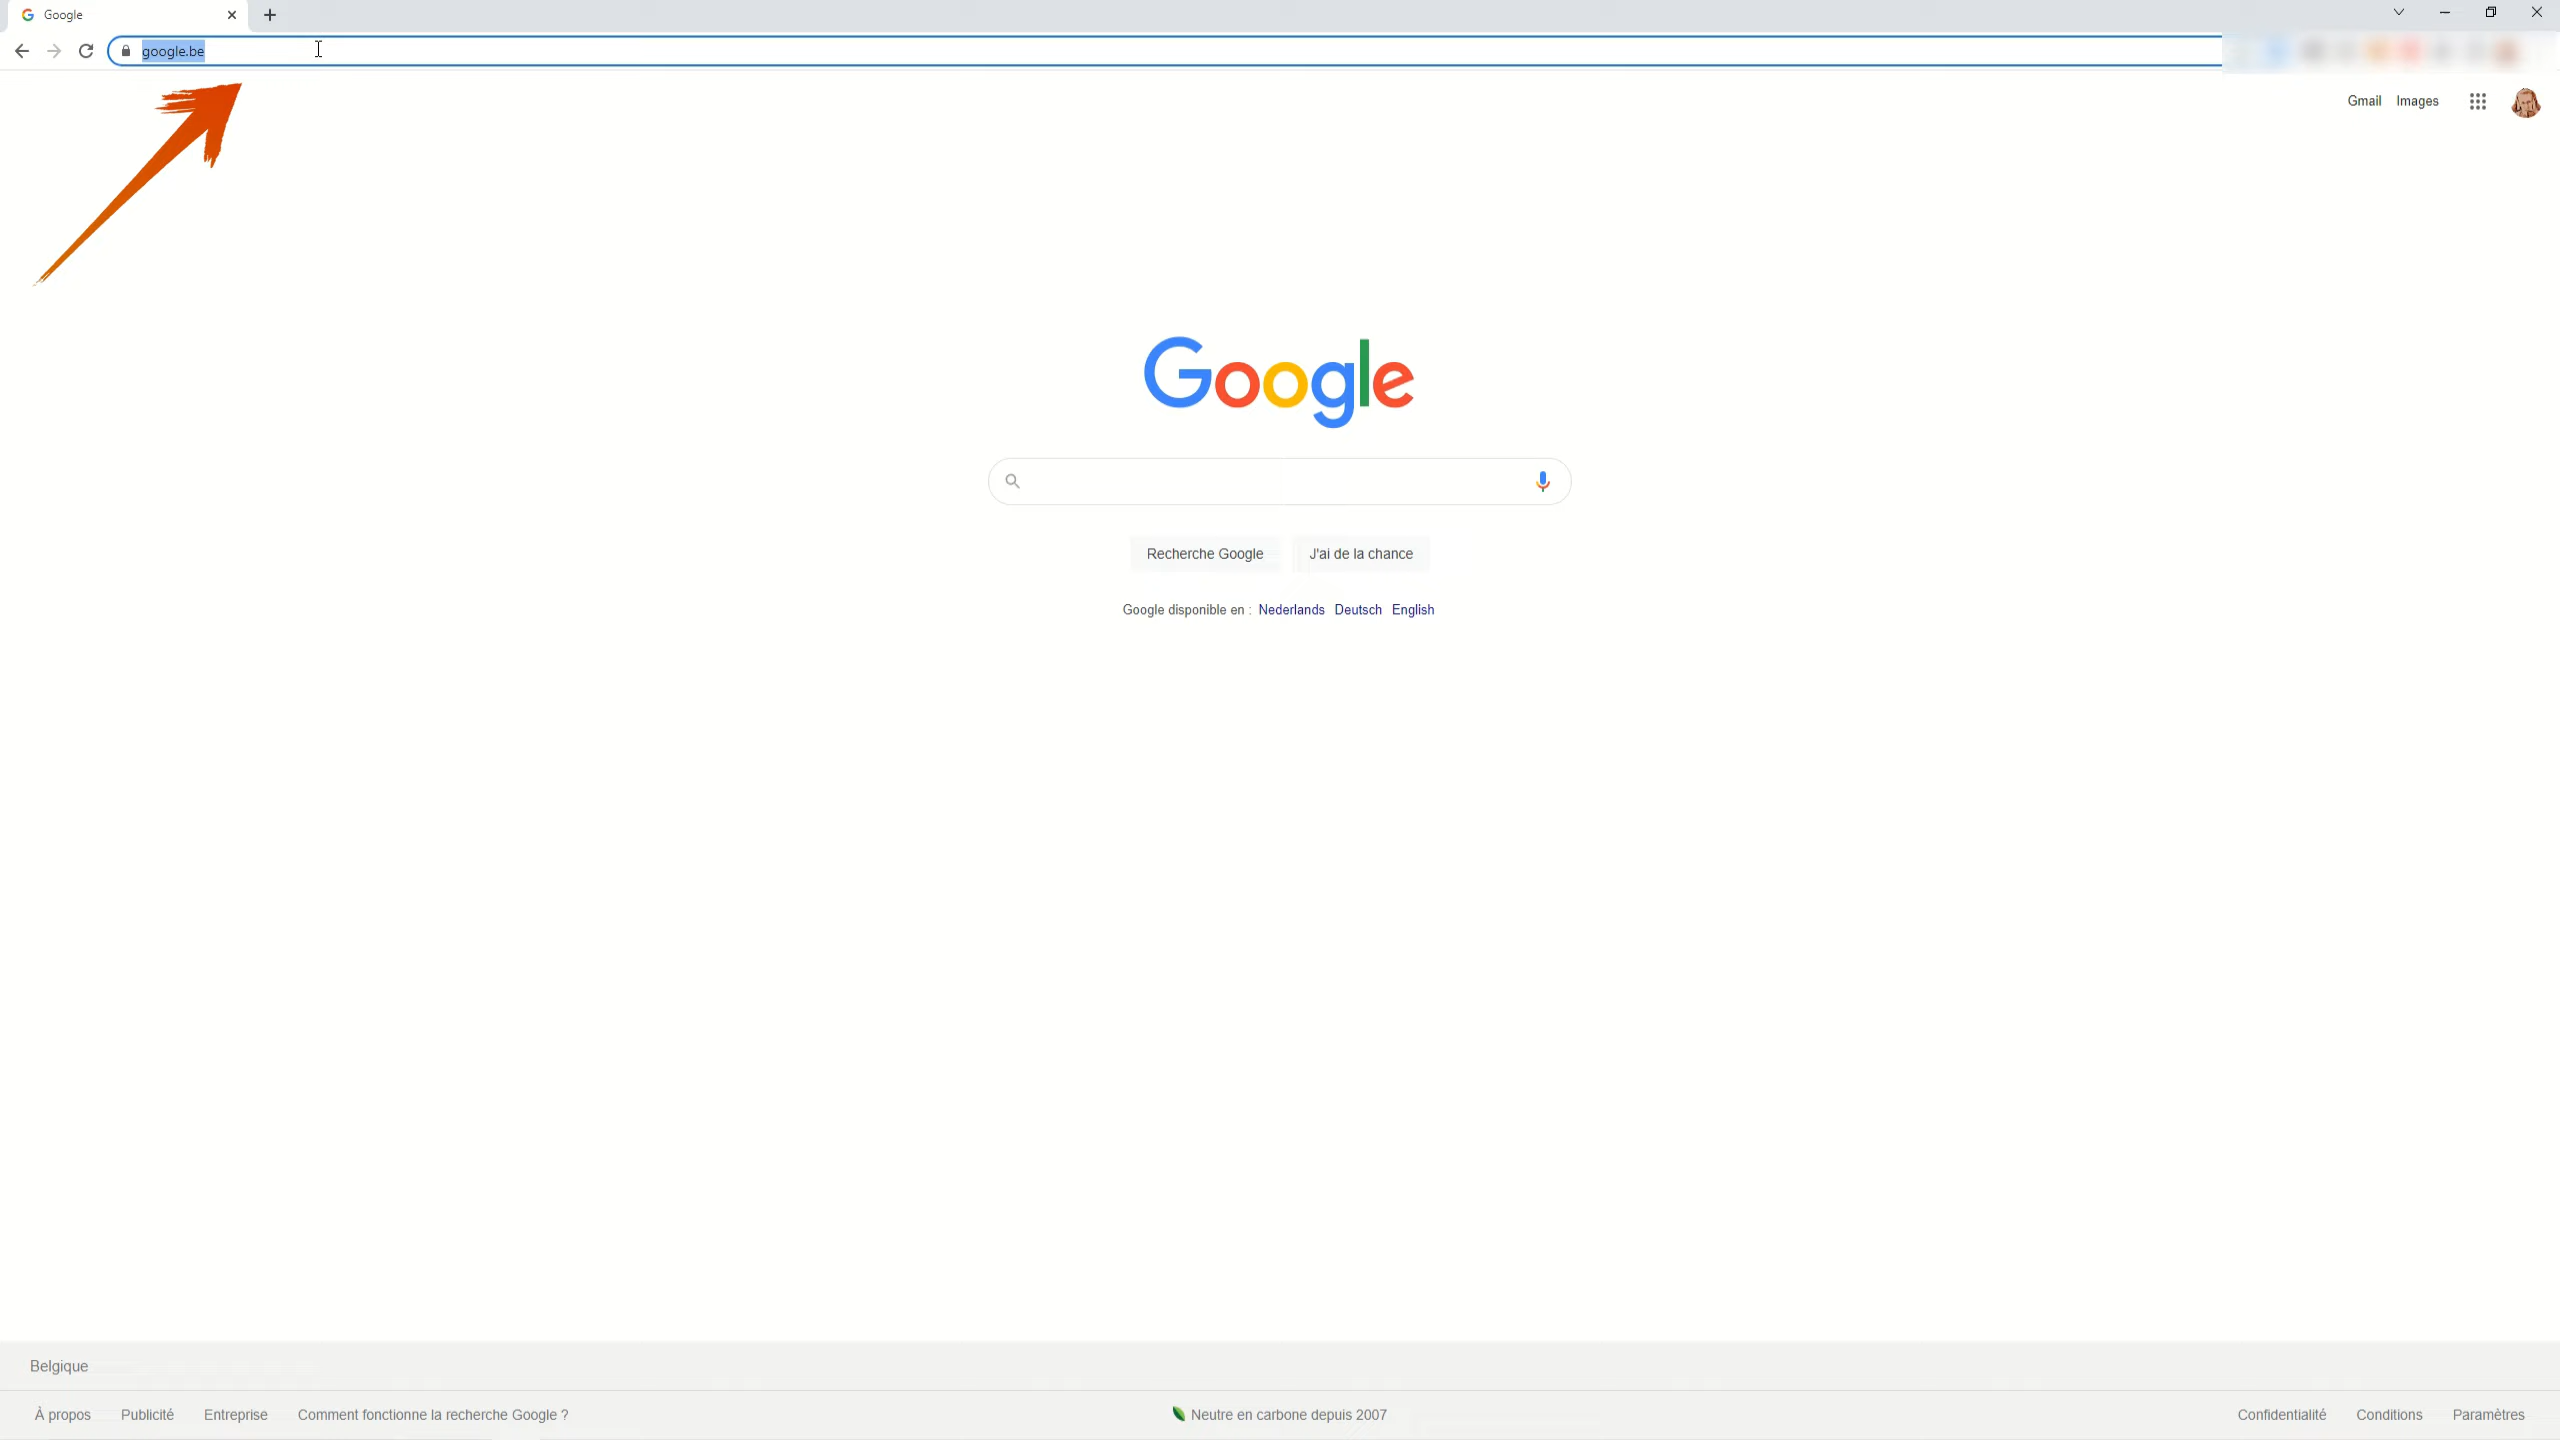 Google
google.be
Gmail Images
Google
Recherche Google J'ai de la chance
Google disponible en : Nederlands Deutsch English
Belgique
À propos Publicité Entreprise Comment fonctionne la recherche Google ? Neutre en carbone depuis 2007 Confidentialité Conditions Paramètres